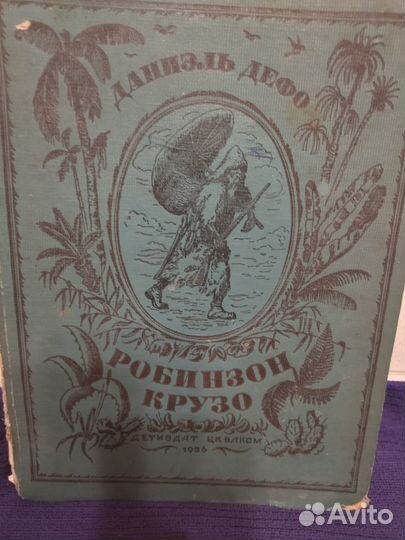 ДАНИЭЛЬ ДЕФО
РОБИНЗОН
КРУЗО
ДЕТИЗДАТ ЦК ВЛКСМ
1936
Avito